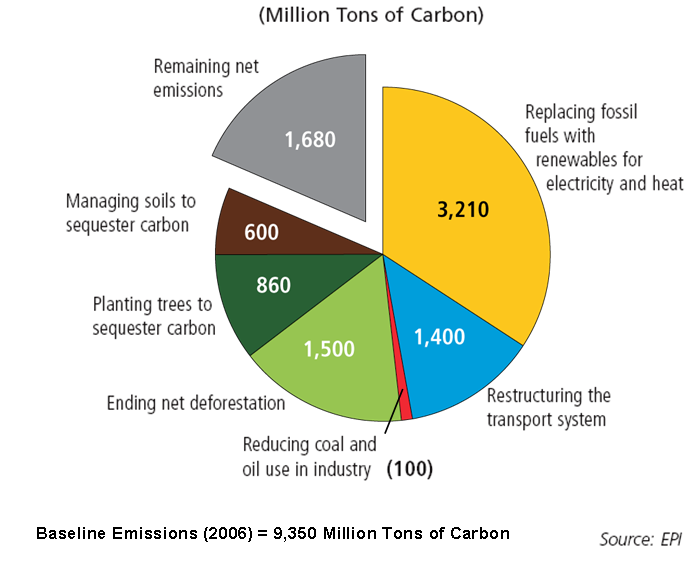 (Million Tons of Carbon)
Remaining net
emissions
1,680
Replacing fossil
fuels with
renewables for
electricity and heat
3,210
Managing soils to
sequester carbon
600
860
Planting trees to
sequester carbon
1,500
1,400
Ending net deforestation
Restructuring the
transport system
Reducing coal and
oil use in industry (100)
Baseline Emissions (2006) = 9,350 Million Tons of Carbon
Source: EPI